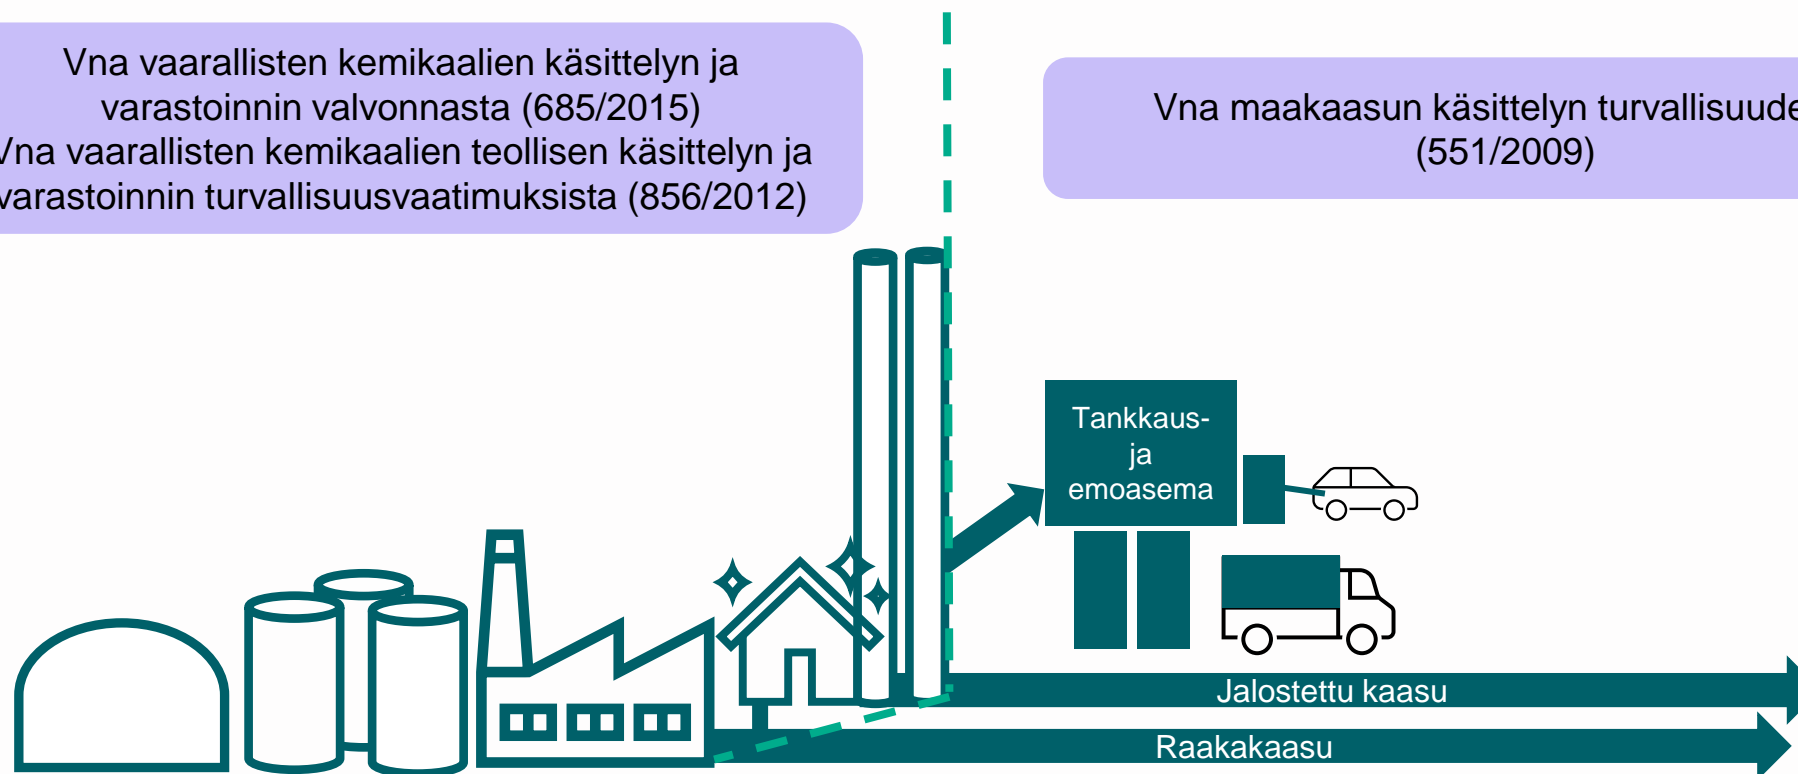 Vna vaarallisten kemikaalien käsittelyn ja
varastoinnin valvonnasta (685/2015)
Vna vaarallisten kemikaalien teollisen käsittelyn ja
varastoinnin turvallisuusvaatimuksista (856/2012)
Vna maakaasun käsittelyn turvallisuude
(551/2009)
Tankkaus-
ja
emoasema
Jalostettu kaasu
Raakakaasu